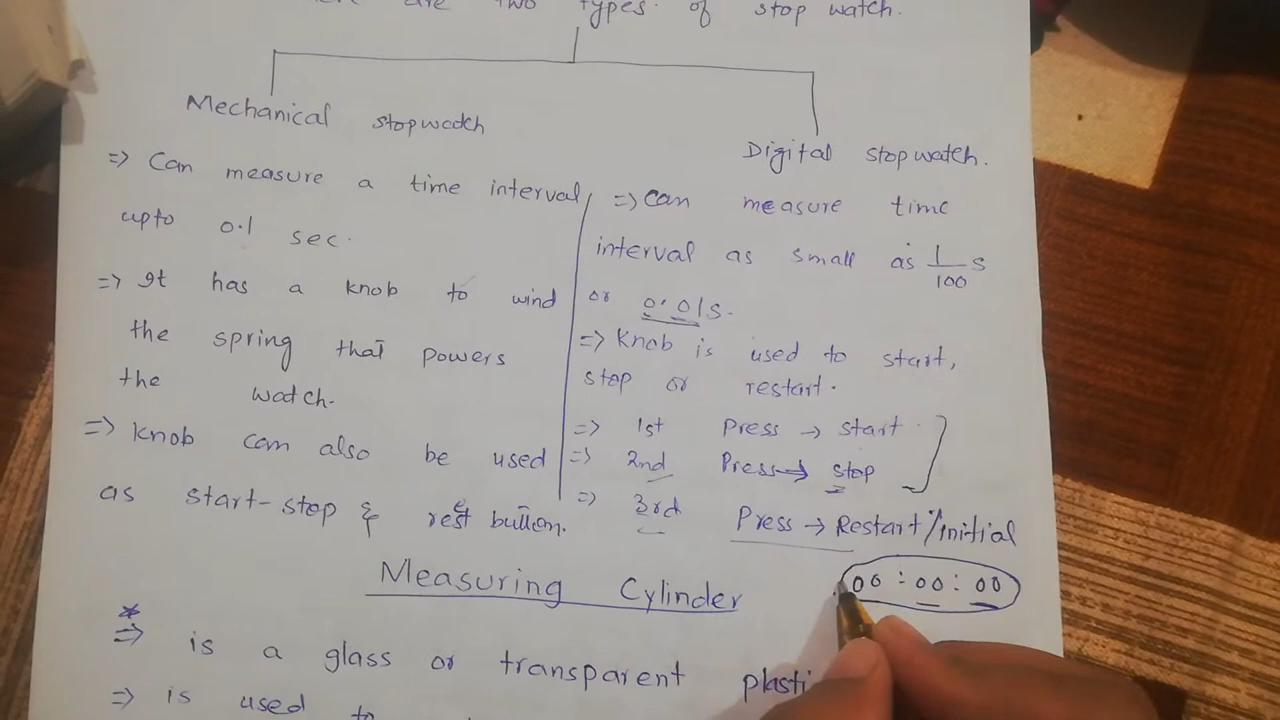 are two types of stop watch.
Mechanical stopwatch
=> Can measure a time interval
upto 0.1 sec.
=> It has a knob to wind
the spring that powers
the watch.
=> Knob can also be used
as start-stop & reset button.
Digital stopwatch.
=> Can measure time
interval as small as 1/100 s
or 0.01s.
=> Knob is used to start,
stop or restart.
=> 1st Press → start
=> 2nd Press → stop
=> 3rd Press → Restart/initial
00 : 00 : 00
Measuring Cylinder
* => is a glass or transparent plasti
=> is used to